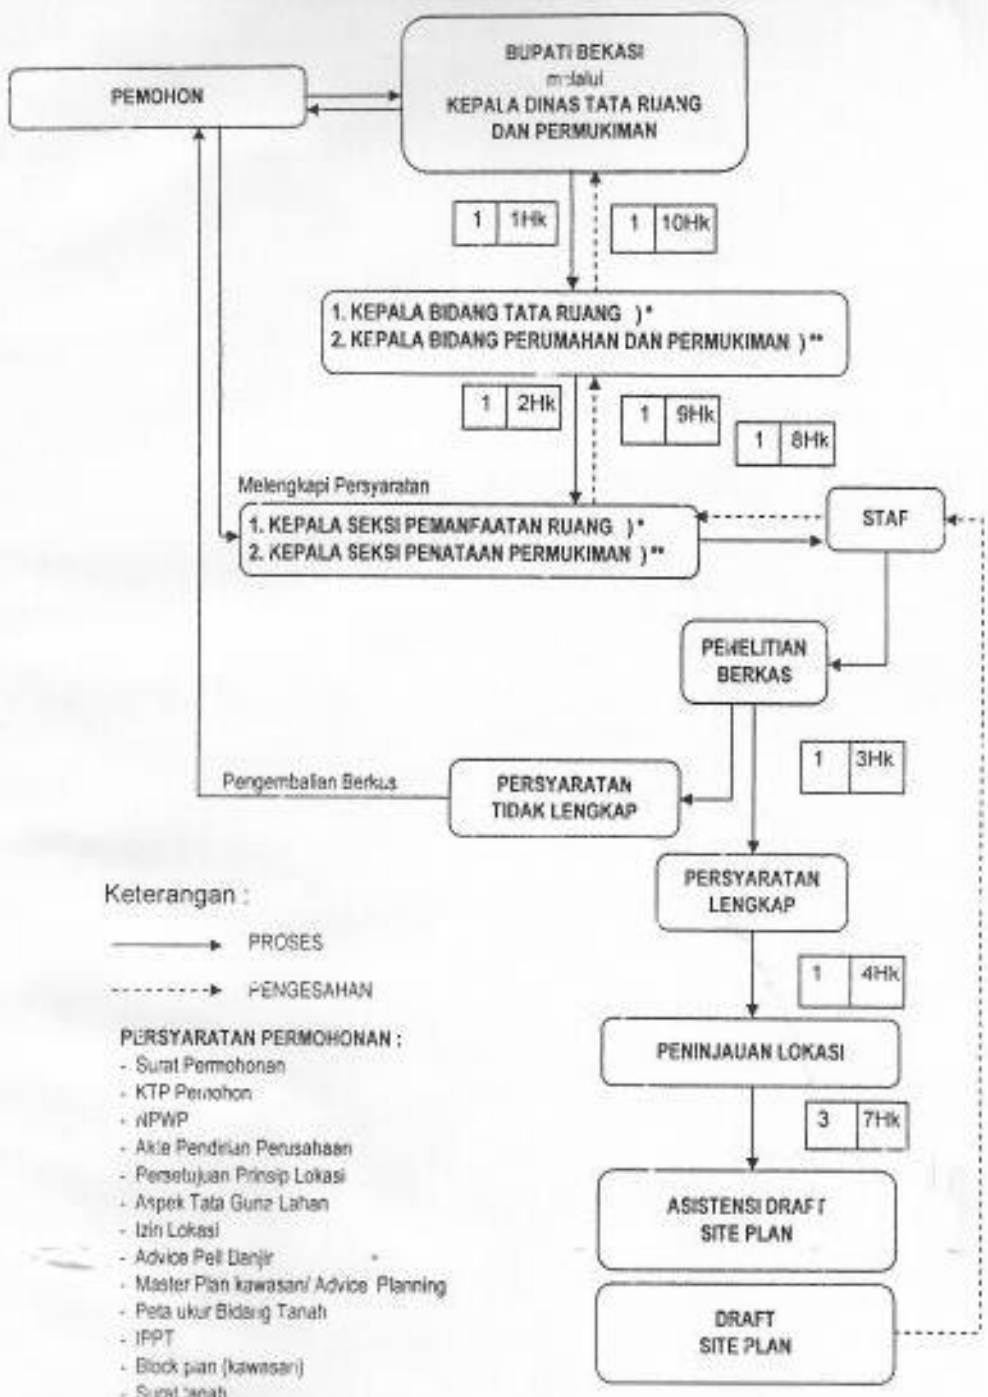 BUPATI BEKASI
melalui
KEPALA DINAS TATA RUANG
DAN PERMUKIMAN
PEMOHON
1 1Hk
1 10Hk
1. KEPALA BIDANG TATA RUANG )*
2. KEPALA BIDANG PERUMAHAN DAN PERMUKIMAN )**
1 2Hk
1 9Hk
1 8Hk
Melengkapi Persyaratan
1. KEPALA SEKSI PEMANFAATAN RUANG )*
2. KEPALA SEKSI PENATAAN PERMUKIMAN )**
STAF
PENELITIAN
BERKAS
1 3Hk
Pengembalian Berkas
PERSYARATAN
TIDAK LENGKAP
PERSYARATAN
LENGKAP
Keterangan :
PROSES
PENGESAHAN
1 4Hk
PENINJAUAN LOKASI
3 7Hk
ASISTENSI DRAFT
SITE PLAN
DRAFT
SITE PLAN
PERSYARATAN PERMOHONAN :
- Surat Permohonan
- KTP Pemohon
- NPWP
- Akte Pendirian Perusahaan
- Persetujuan Prinsip Lokasi
- Aspek Tata Guna Lahan
- Izin Lokasi
- Advice Peil Banjir
- Master Plan kawasan/ Advice Planning
- Peta ukur Bidang Tanah
- IPPT
- Block plan (kawasan)
- Surat tanah